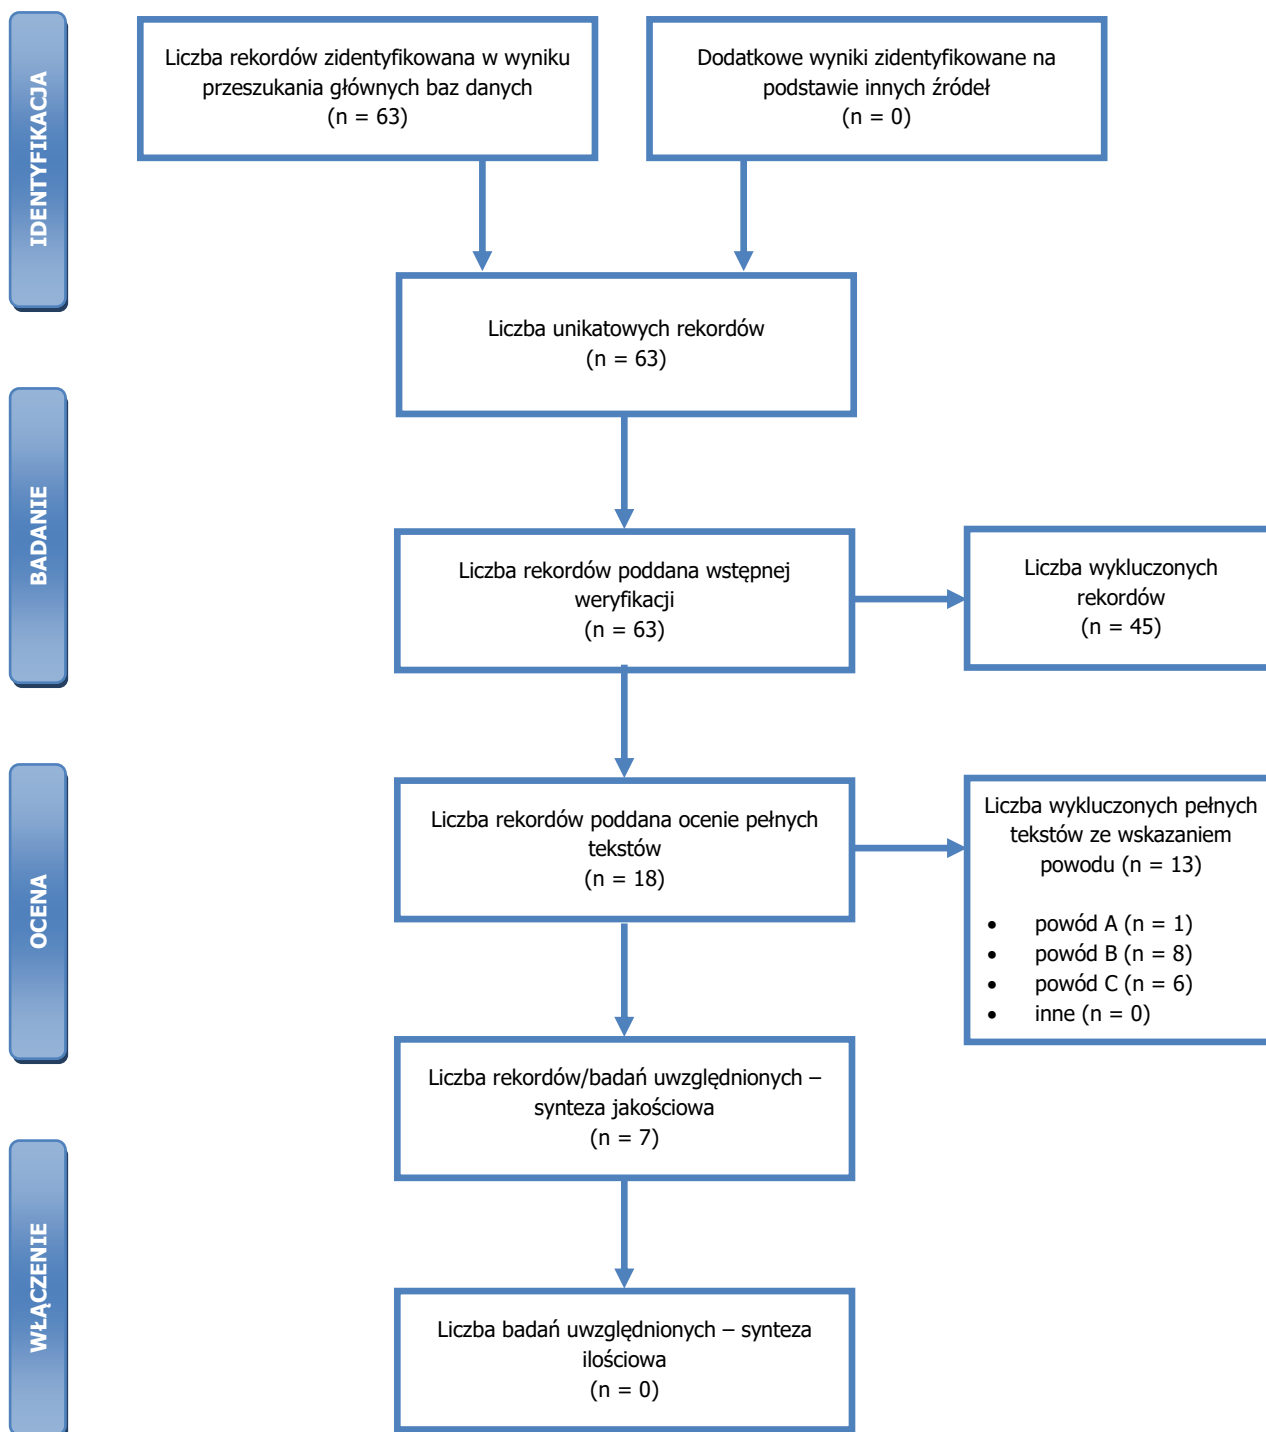 IDENTYFIKACJA
Liczba rekordów zidentyfikowana w wyniku
przeszukania głównych baz danych
(n = 63)
Dodatkowe wyniki zidentyfikowane na
podstawie innych źródeł
(n = 0)
Liczba unikatowych rekordów
(n = 63)
BADANIE
Liczba rekordów poddana wstępnej
weryfikacji
(n = 63)
Liczba wykluczonych
rekordów
(n = 45)
OCENA
Liczba rekordów poddana ocenie pełnych
tekstów
(n = 18)
Liczba wykluczonych pełnych
tekstów ze wskazaniem
powodu (n = 13)
• powód A (n = 1)
• powód B (n = 8)
• powód C (n = 6)
• inne (n = 0)
Liczba rekordów/badań uwzględnionych –
synteza jakościowa
(n = 7)
WŁĄCZENIE
Liczba badań uwzględnionych – synteza
ilościowa
(n = 0)